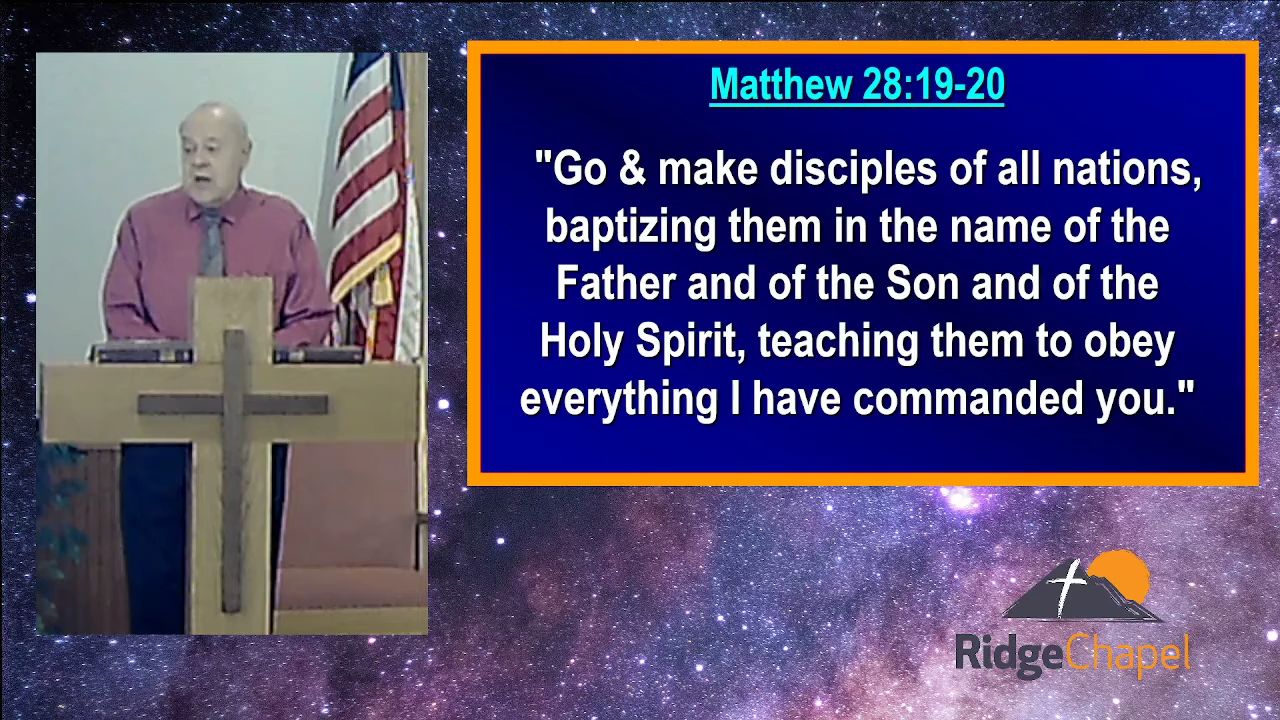 Matthew 28:19-20
"Go & make disciples of all nations,
baptizing them in the name of the
Father and of the Son and of the
Holy Spirit, teaching them to obey
everything I have commanded you."
RidgeChapel